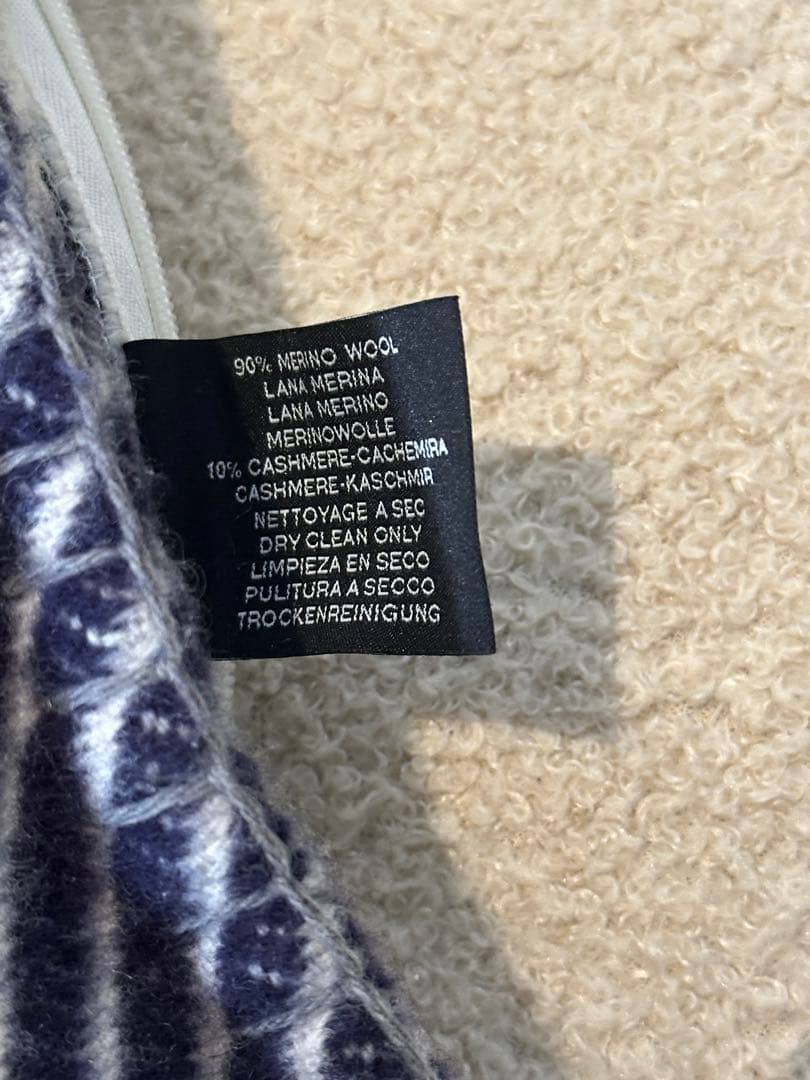 90% MERINO WOOL
LANA MERINA
LANA MERINO
MERINOWOLLE
10% CASHMERE-CACHEMIRA
CASHMERE-KASCHMIR
NETTOYAGE A SEC
DRY CLEAN ONLY
LIMPIEZA EN SECO
PULITURA A SECCO
TROCKENREINIGUNG